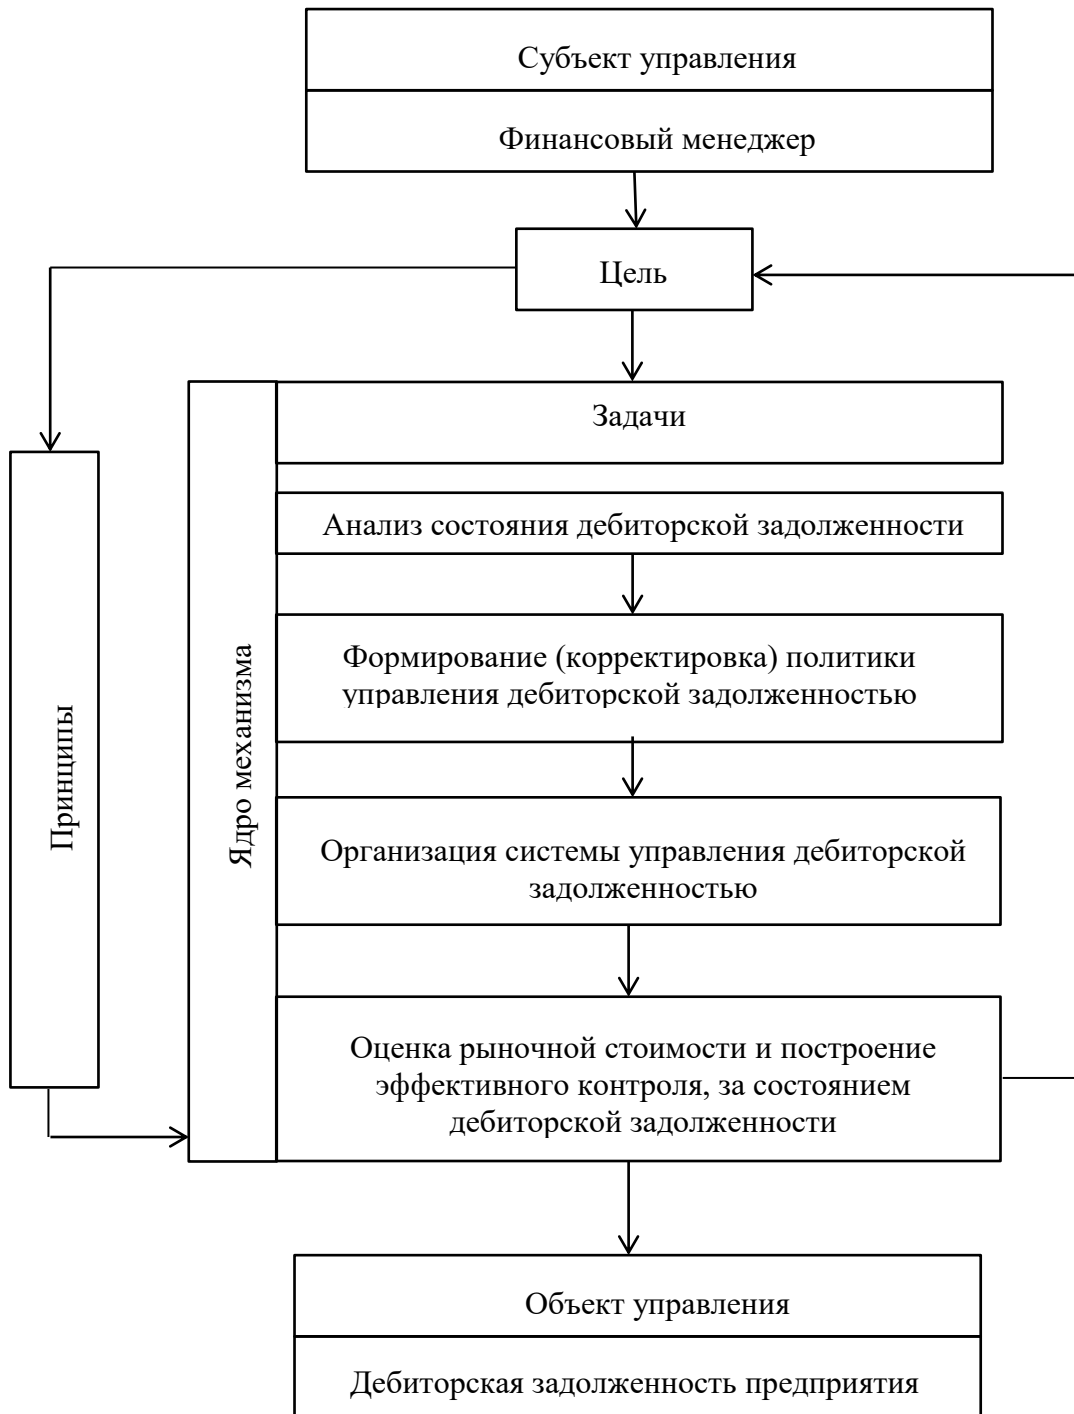 Субъект управления
Финансовый менеджер
Цель
Задачи
Анализ состояния дебиторской задолженности
Формирование (корректировка) политики
управления дебиторской задолженностью
Организация системы управления дебиторской
задолженностью
Оценка рыночной стоимости и построение
эффективного контроля, за состоянием
дебиторской задолженности
Ядро механизма
Принципы
Объект управления
Дебиторская задолженность предприятия